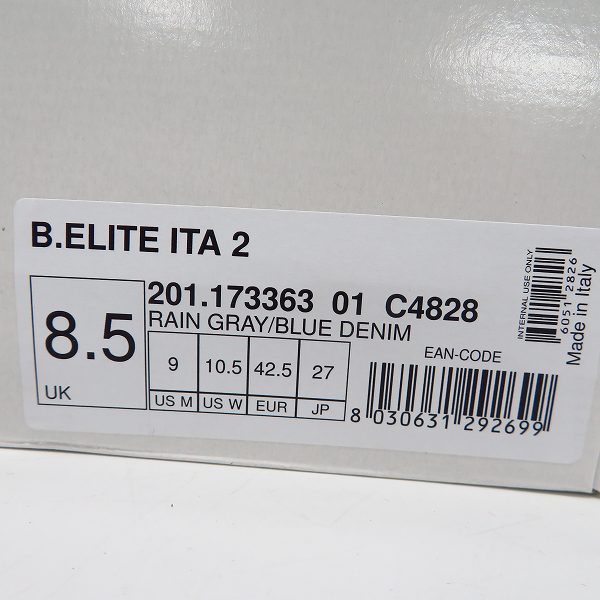 B.ELITE ITA 2
8.5
UK
201.173363 01 C4828
RAIN GRAY/BLUE DENIM
9 10.5 42.5 27
US M US W EUR JP
EAN-CODE
8 030631 292699
INTERNAL USE ONLY
6051 2826
Made in Italy